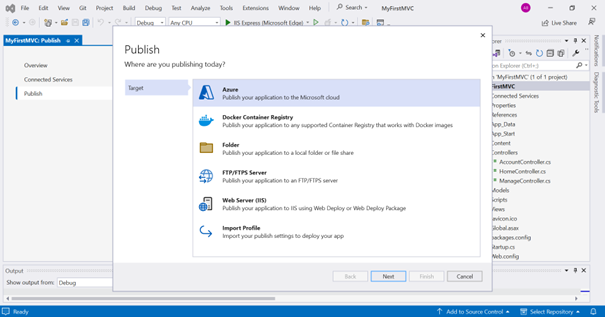 File Edit View Git Project Build Debug Test Analyze Tools Extensions Window Help Search MyFirstMVC
Debug Any CPU IIS Express (Microsoft Edge) Live Share
MyFirstMVC: Publish
Overview
Connected Services
Publish
Publish
Where are you publishing today?
Target
Azure
Publish your application to the Microsoft cloud
Docker Container Registry
Publish your application to any supported Container Registry that works with Docker images
Folder
Publish your application to a local folder or file share
FTP/FTPS Server
Publish your application to an FTP/FTPS server
Web Server (IIS)
Publish your application to IIS using Web Deploy or Web Deploy Package
Import Profile
Import your publish settings to deploy your app
Back Next Finish Cancel
orer
on Explorer (Ctrl+;)
'MyFirstMVC' (1 of 1 project)
FirstMVC
Connected Services
Properties
References
App_Data
App_Start
Content
Controllers
AccountController.cs
HomeController.cs
ManageController.cs
Models
Scripts
Views
avicon.ico
Global.asax
packages.config
Startup.cs
Web.config
Notifications
Diagnostic Tools
Output
Show output from: Debug
Ready Add to Source Control Select Repository